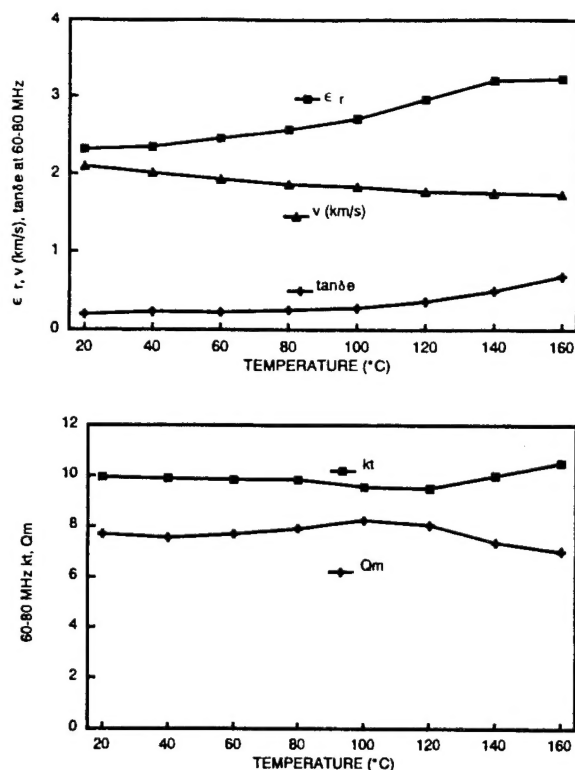 ϵ r, v (km/s), tanδe at 60-80 MHz
4
3
2
1
0
ϵ r
v (km/s)
tanδe
20 40 60 80 100 120 140 160
TEMPERATURE (°C)
60-80 MHz kt, Qm
12
10
8
6
4
2
0
kt
Qm
20 40 60 80 100 120 140 160
TEMPERATURE (°C)